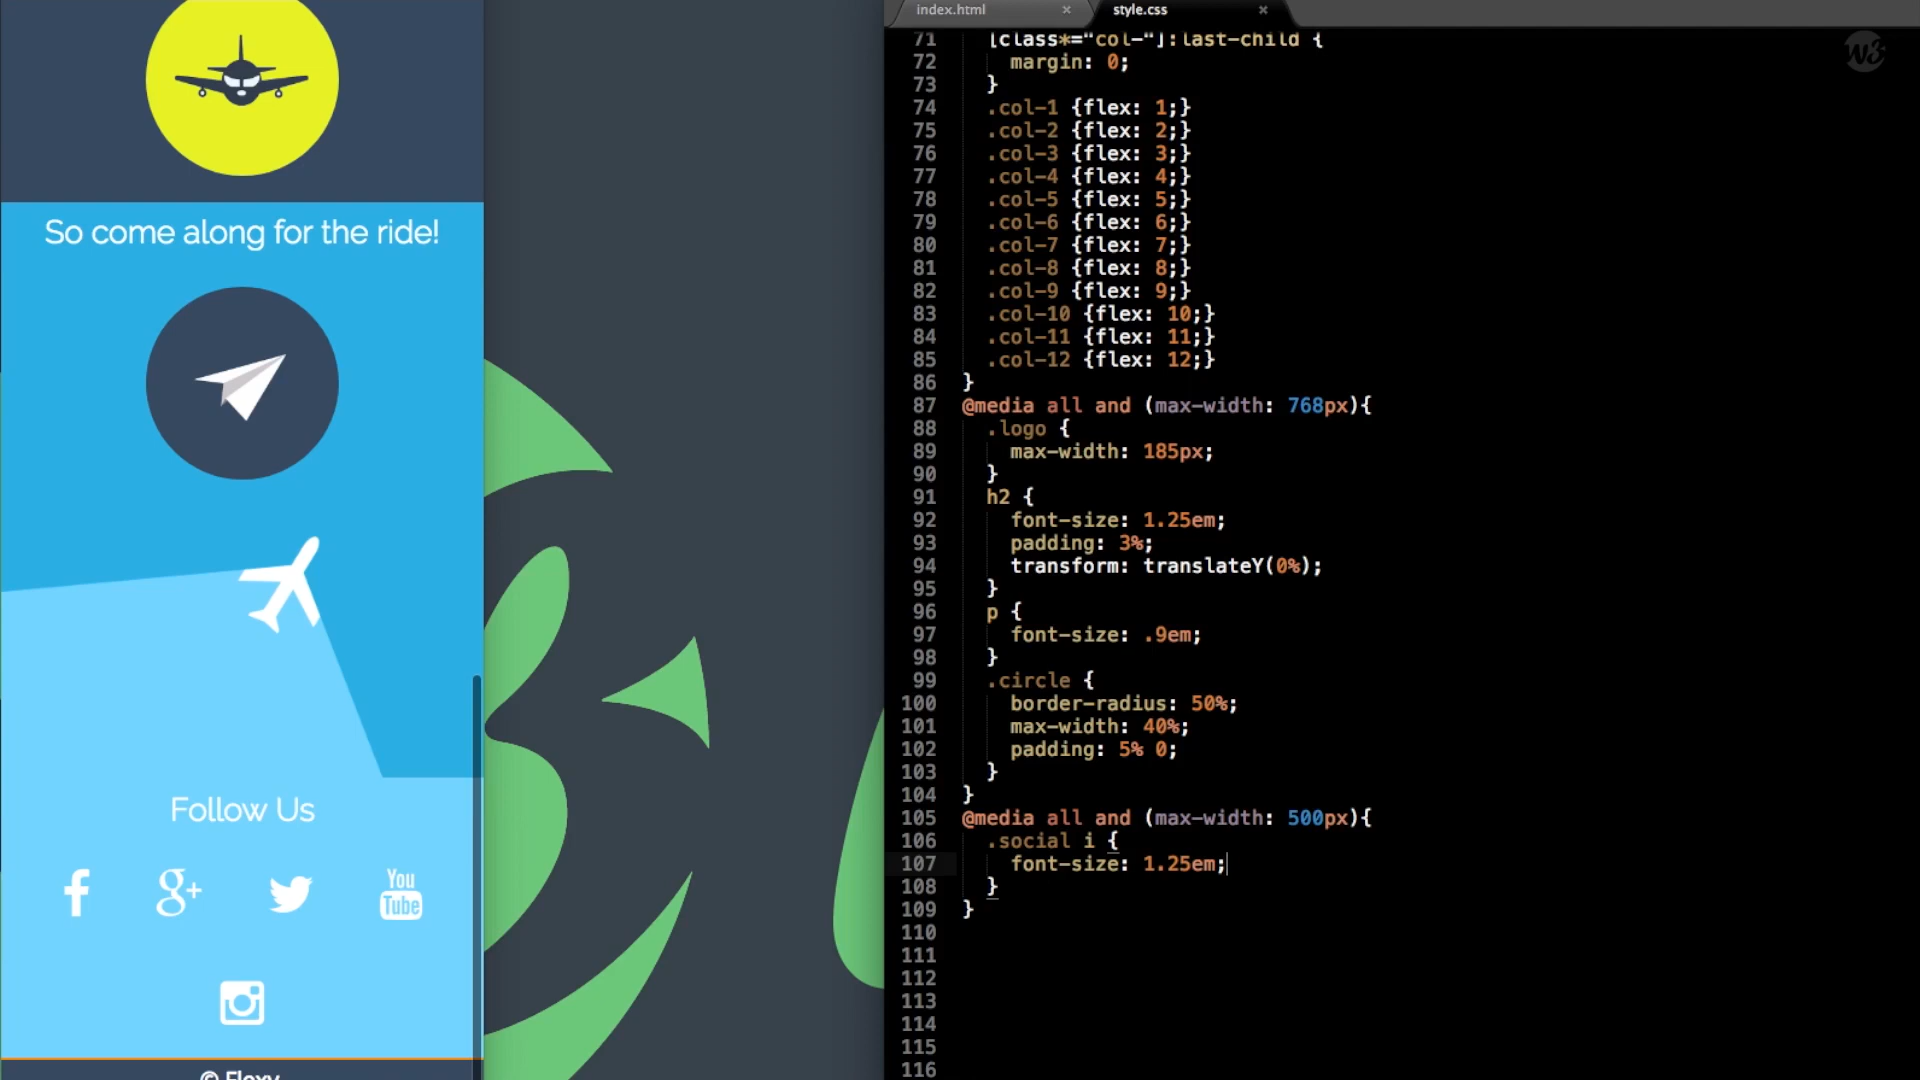 So come along for the ride!
Follow Us
f
g+
You
Tube
© Flexy
index.html
style.css
W3
71 [class*="col-"]:last-child {
72 margin: 0;
73 }
74 .col-1 {flex: 1;}
75 .col-2 {flex: 2;}
76 .col-3 {flex: 3;}
77 .col-4 {flex: 4;}
78 .col-5 {flex: 5;}
79 .col-6 {flex: 6;}
80 .col-7 {flex: 7;}
81 .col-8 {flex: 8;}
82 .col-9 {flex: 9;}
83 .col-10 {flex: 10;}
84 .col-11 {flex: 11;}
85 .col-12 {flex: 12;}
86 }
87 @media all and (max-width: 768px){
88 .logo {
89 max-width: 185px;
90 }
91 h2 {
92 font-size: 1.25em;
93 padding: 3%;
94 transform: translateY(0%);
95 }
96 p {
97 font-size: .9em;
98 }
99 .circle {
100 border-radius: 50%;
101 max-width: 40%;
102 padding: 5% 0;
103 }
104 }
105 @media all and (max-width: 500px){
106 .social i {
107 font-size: 1.25em;
108 }
109 }
110
111
112
113
114
115
116